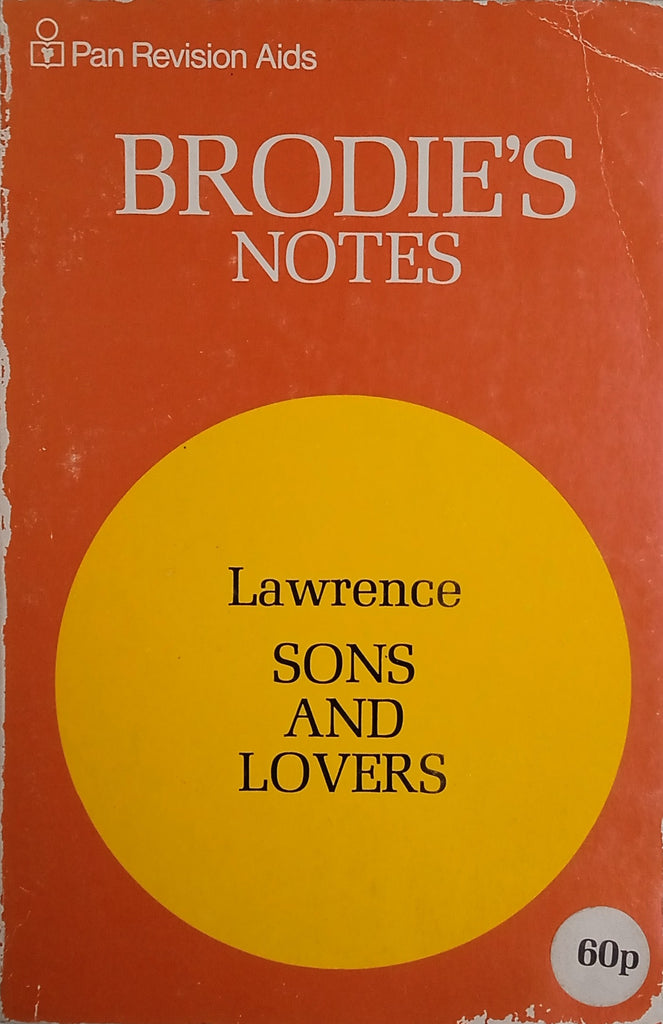 Pan Revision Aids
BRODIE'S
NOTES
Lawrence
SONS
AND
LOVERS
60p